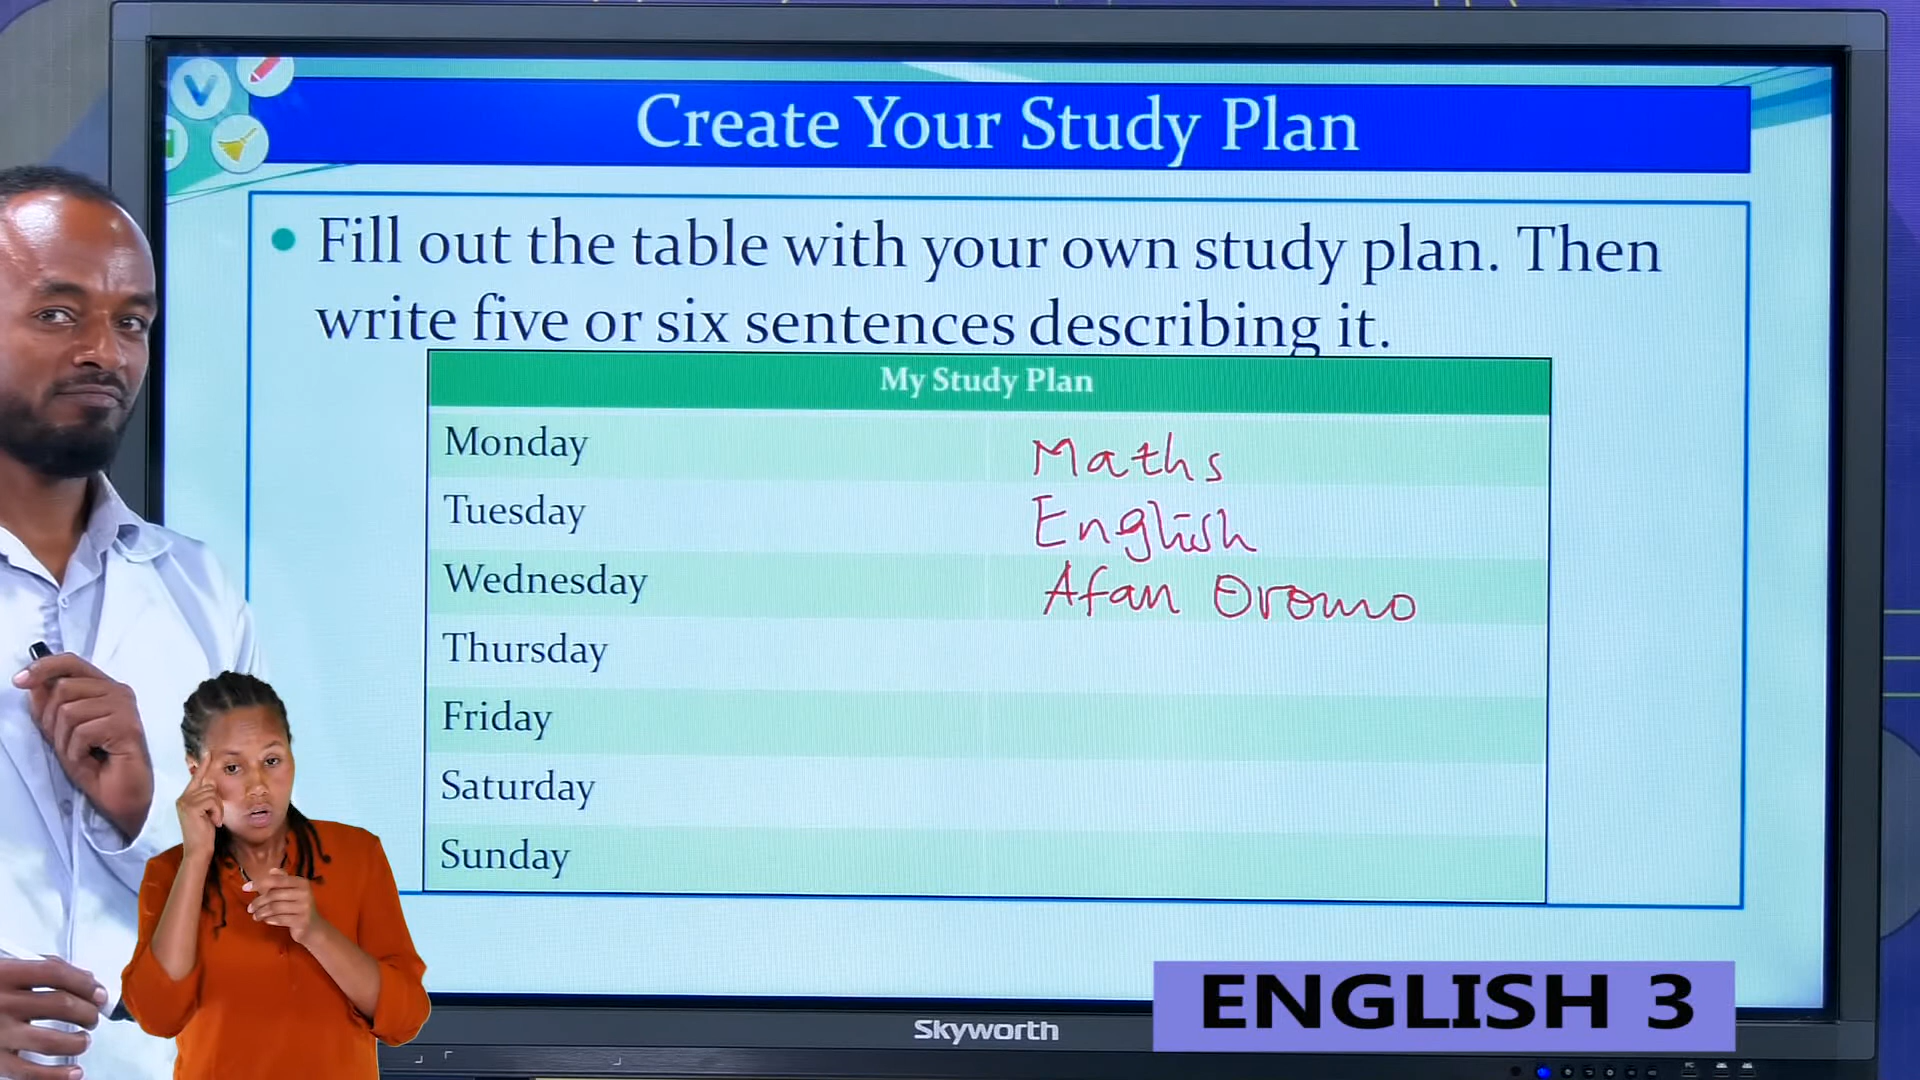 Create Your Study Plan
• Fill out the table with your own study plan. Then
write five or six sentences describing it.
My Study Plan
Monday Maths
Tuesday English
Wednesday Afan Oromo
Thursday
Friday
Saturday
Sunday
Skyworth
ENGLISH 3